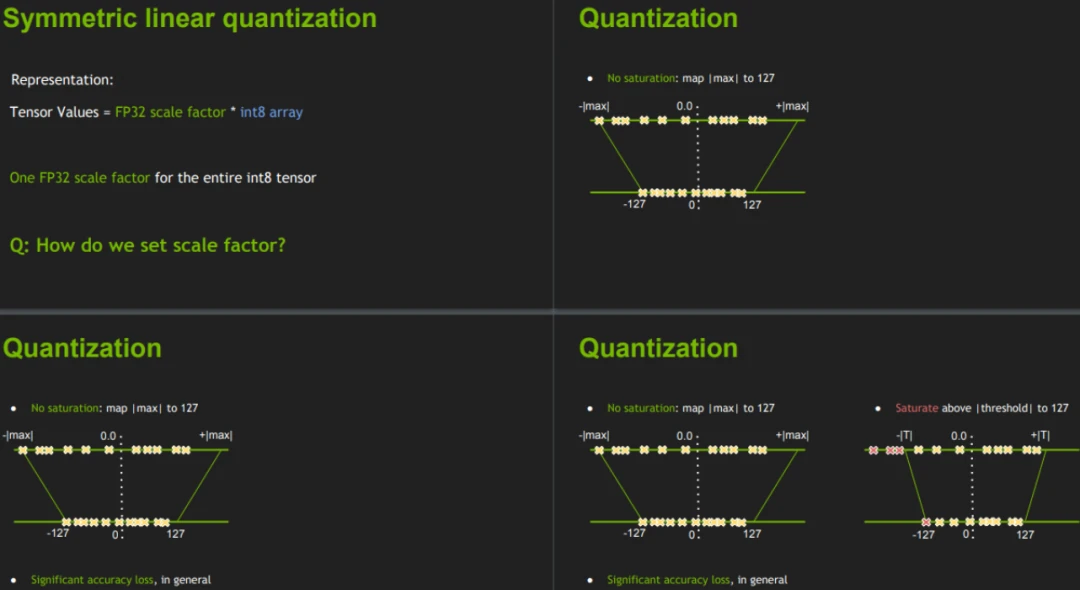 Symmetric linear quantization
Representation:
Tensor Values = FP32 scale factor * int8 array
One FP32 scale factor for the entire int8 tensor
Q: How do we set scale factor?
Quantization
• No saturation: map |max| to 127
-|max| 0.0 +|max|
-127 0 127
Quantization
• No saturation: map |max| to 127
-|max| 0.0 +|max|
-127 0 127
• Significant accuracy loss, in general
Quantization
• No saturation: map |max| to 127
-|max| 0.0 +|max|
-127 0 127
• Significant accuracy loss, in general
• Saturate above |threshold| to 127
-|T| 0.0 +|T|
-127 0 127